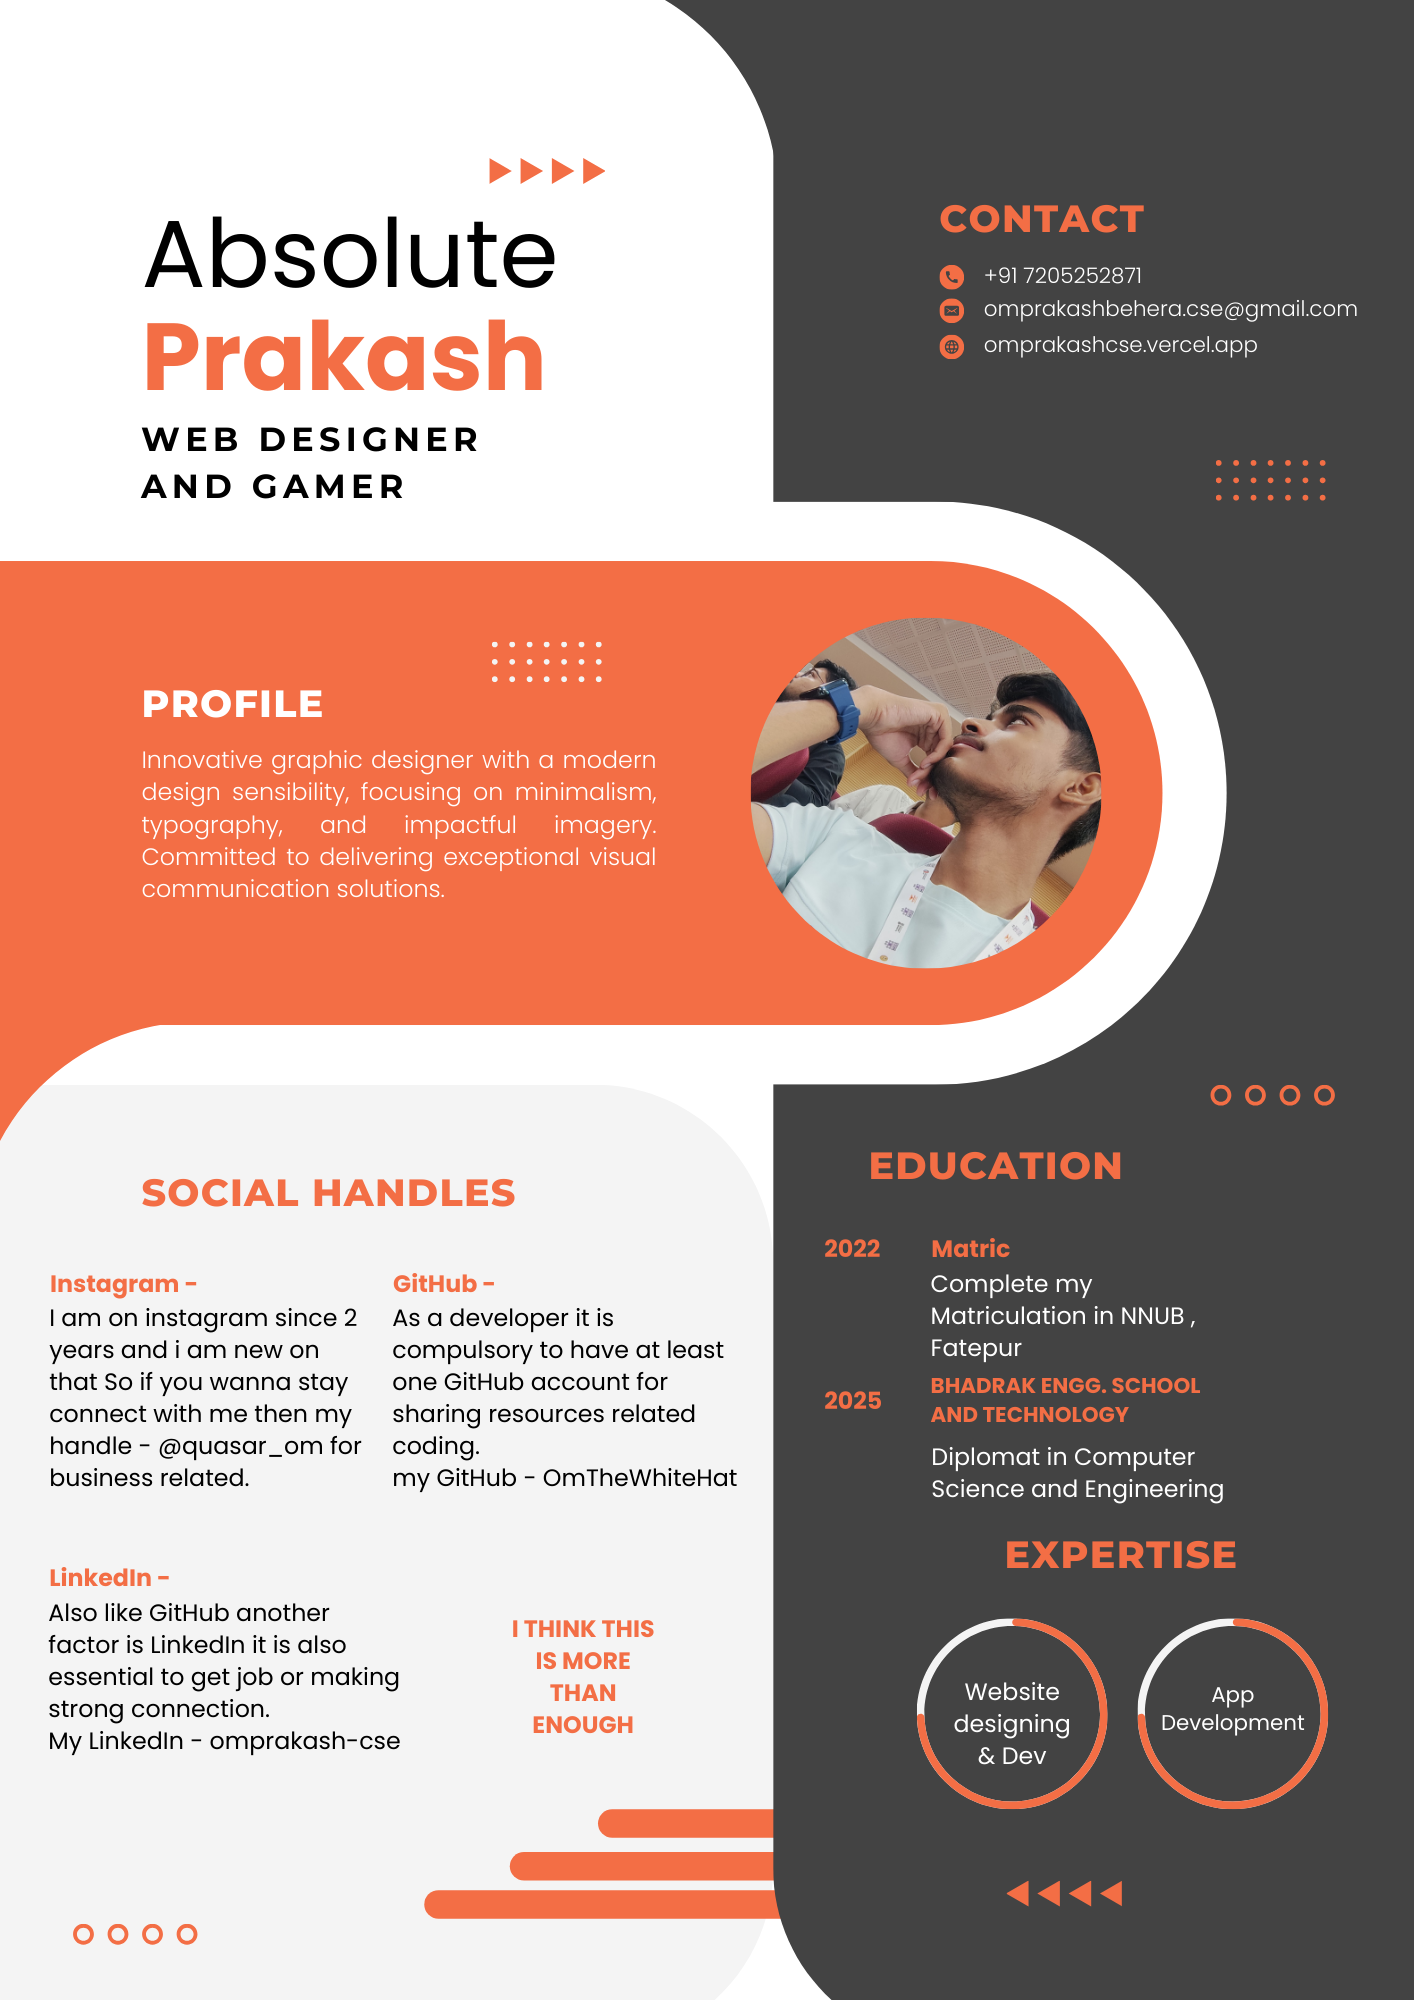 Absolute
Prakash
WEB DESIGNER
AND GAMER
CONTACT
+91 7205252871
omprakashbehera.cse@gmail.com
omprakashcse.vercel.app
PROFILE
Innovative graphic designer with a modern
design sensibility, focusing on minimalism,
typography, and impactful imagery.
Committed to delivering exceptional visual
communication solutions.
SOCIAL HANDLES
Instagram -
I am on instagram since 2
years and i am new on
that So if you wanna stay
connect with me then my
handle - @quasar_om for
business related.
GitHub -
As a developer it is
compulsory to have at least
one GitHub account for
sharing resources related
coding.
my GitHub - OmTheWhiteHat
LinkedIn -
Also like GitHub another
factor is LinkedIn it is also
essential to get job or making
strong connection.
My LinkedIn - omprakash-cse
I THINK THIS
IS MORE
THAN
ENOUGH
EDUCATION
2022
Matric
Complete my
Matriculation in NNUB ,
Fatepur
2025
BHADRAK ENGG. SCHOOL
AND TECHNOLOGY
Diplomat in Computer
Science and Engineering
EXPERTISE
Website
designing
& Dev
App
Development